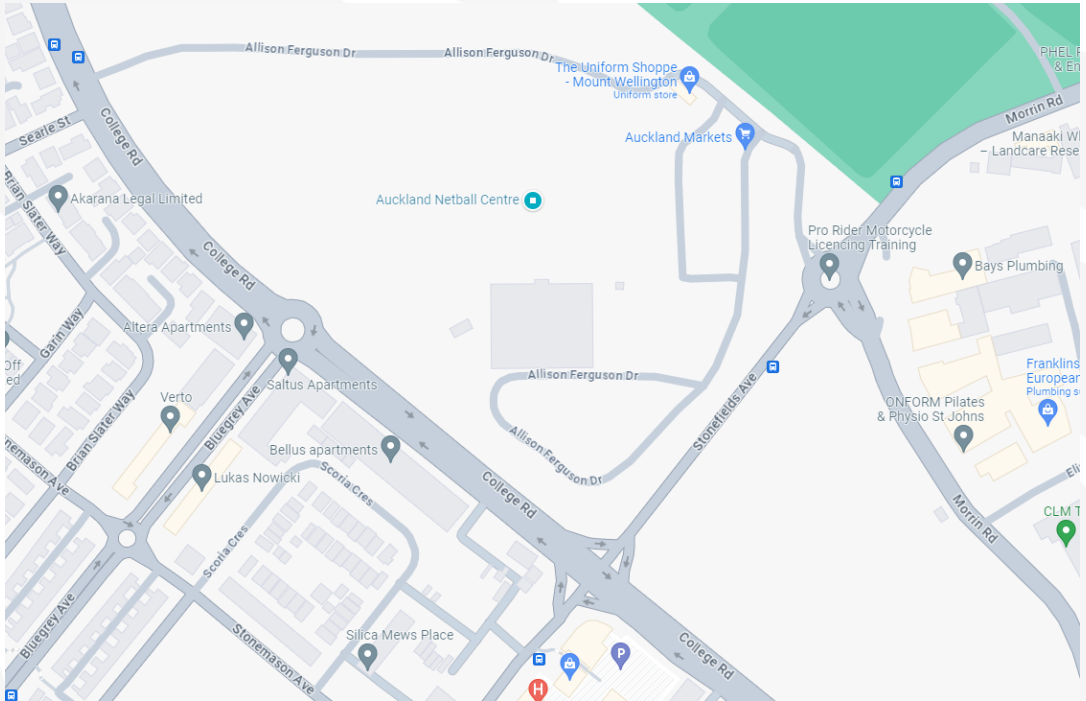 Allison Ferguson Dr
Allison Ferguson Dr
The Uniform Shoppe
- Mount Wellington
Uniform store
PHEL
& En
Morrin Rd
College Rd
Searle St
Auckland Markets
Manaaki
– Landcare Rese
Brian Slater Way
Akarana Legal Limited
Auckland Netball Centre
College Rd
Pro Rider Motorcycle
Licencing Training
Bays Plumbing
Garin Way
Altera Apartments
Off
ed
Saltus Apartments
Allison Ferguson Dr
Stonefields Ave
Franklins
European
Plumbing su
Verto
Bluegrey Ave
Brian Slater Way
ONFORM Pilates
& Physio St Johns
Allison Ferguson Dr
Bellus apartments
Stonemason Ave
Lukas Nowicki
Scoria Cres
College Rd
Eli
Morrin Rd
CLM T
Scoria Cres
Bluegrey Ave
Stonemason Ave
Silica Mews Place
College Rd
P
H